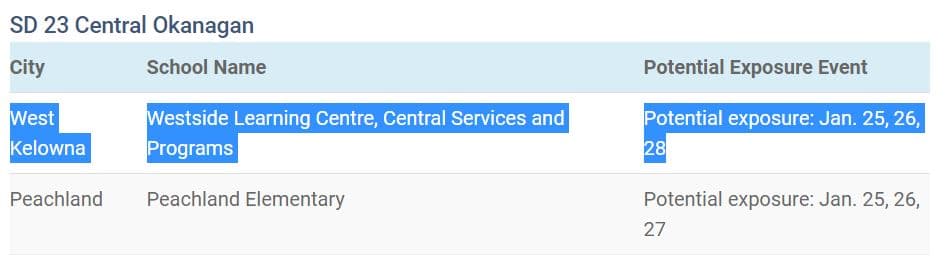 SD 23 Central Okanagan
City School Name Potential Exposure Event
West Westside Learning Centre, Central Services and Potential exposure: Jan. 25, 26,
Kelowna Programs 28
Peachland Peachland Elementary Potential exposure: Jan. 25, 26,
27